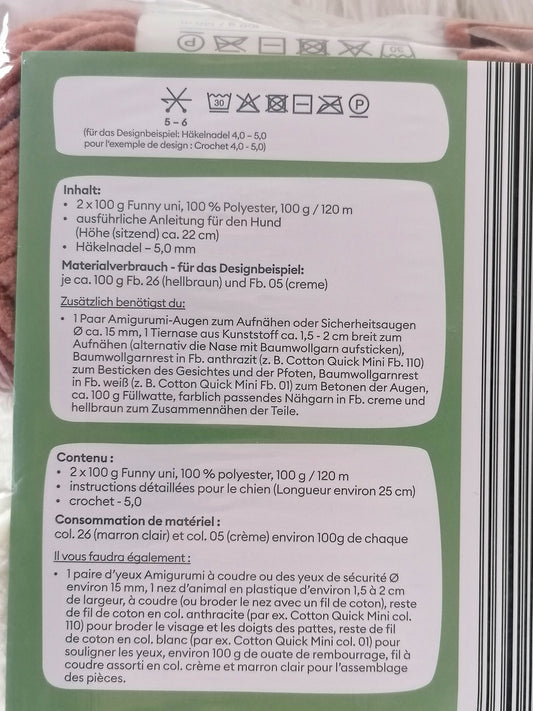 30
P
5 – 6
30
P
(für das Designbeispiel: Häkelnadel 4,0 – 5,0
pour l'exemple de design : Crochet 4,0 - 5,0)
Inhalt:
• 2 x 100 g Funny uni, 100 % Polyester, 100 g / 120 m
• ausführliche Anleitung für den Hund
(Höhe (sitzend) ca. 22 cm)
• Häkelnadel – 5,0 mm
Materialverbrauch - für das Designbeispiel:
je ca. 100 g Fb. 26 (hellbraun) und Fb. 05 (creme)
Zusätzlich benötigst du:
• 1 Paar Amigurumi-Augen zum Aufnähen oder Sicherheitsaugen
Ø ca. 15 mm, 1 Tiernase aus Kunststoff ca. 1,5 - 2 cm breit zum
Aufnähen (alternativ die Nase mit Baumwollgarn aufsticken),
Baumwollgarnrest in Fb. anthrazit (z. B. Cotton Quick Mini Fb. 110)
zum Besticken des Gesichtes und der Pfoten, Baumwollgarnrest
in Fb. weiß (z. B. Cotton Quick Mini Fb. 01) zum Betonen der Augen,
ca. 100 g Füllwatte, farblich passendes Nähgarn in Fb. creme und
hellbraun zum Zusammennähen der Teile.
Contenu :
• 2 x 100 g Funny uni, 100 % polyester, 100 g / 120 m
• instructions détaillées pour le chien (Longueur environ 25 cm)
• crochet - 5,0
Consommation de matériel :
col. 26 (marron clair) et col. 05 (crème) environ 100g de chaque
Il vous faudra également :
• 1 paire d'yeux Amigurumi à coudre ou des yeux de sécurité Ø
environ 15 mm, 1 nez d'animal en plastique d'environ 1,5 à 2 cm
de largeur, à coudre (ou broder le nez avec un fil de coton), reste
de fil de coton en col. anthracite (par ex. Cotton Quick Mini col.
110) pour broder le visage et les doigts des pattes, reste de fil
de coton en col. blanc (par ex. Cotton Quick Mini col. 01) pour
souligner les yeux, environ 100 g de ouate de rembourrage, fil à
coudre assorti en col. crème et marron clair pour l'assemblage
des pièces.